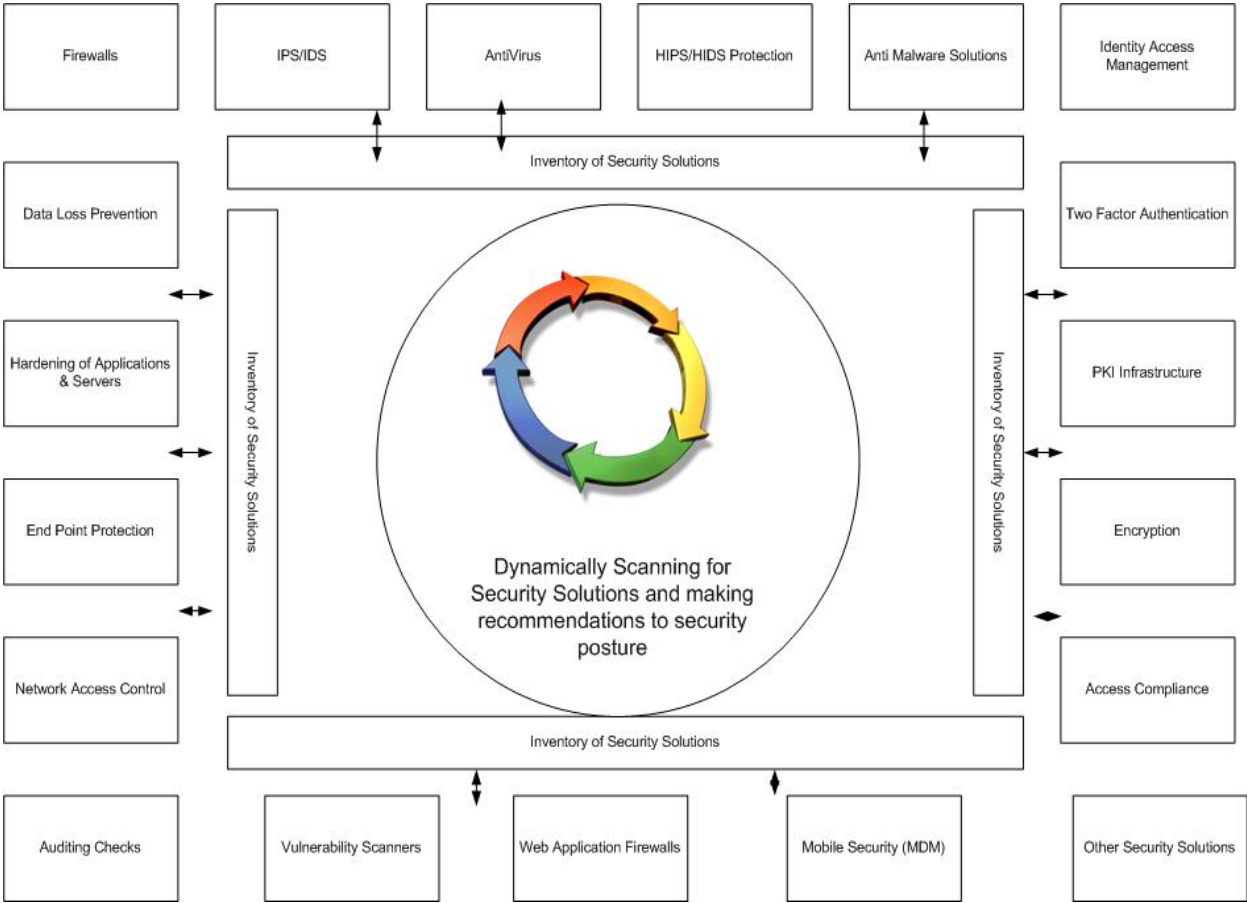 Firewalls
IPS/IDS
AntiVirus
HIPS/HIDS Protection
Anti Malware Solutions
Identity Access
Management
Inventory of Security Solutions
Data Loss Prevention
Two Factor Authentication
Hardening of Applications
& Servers
Inventory of Security Solutions
Inventory of Security Solutions
PKI Infrastructure
End Point Protection
Encryption
Dynamically Scanning for
Security Solutions and making
recommendations to security
posture
Network Access Control
Access Compliance
Inventory of Security Solutions
Auditing Checks
Vulnerability Scanners
Web Application Firewalls
Mobile Security (MDM)
Other Security Solutions